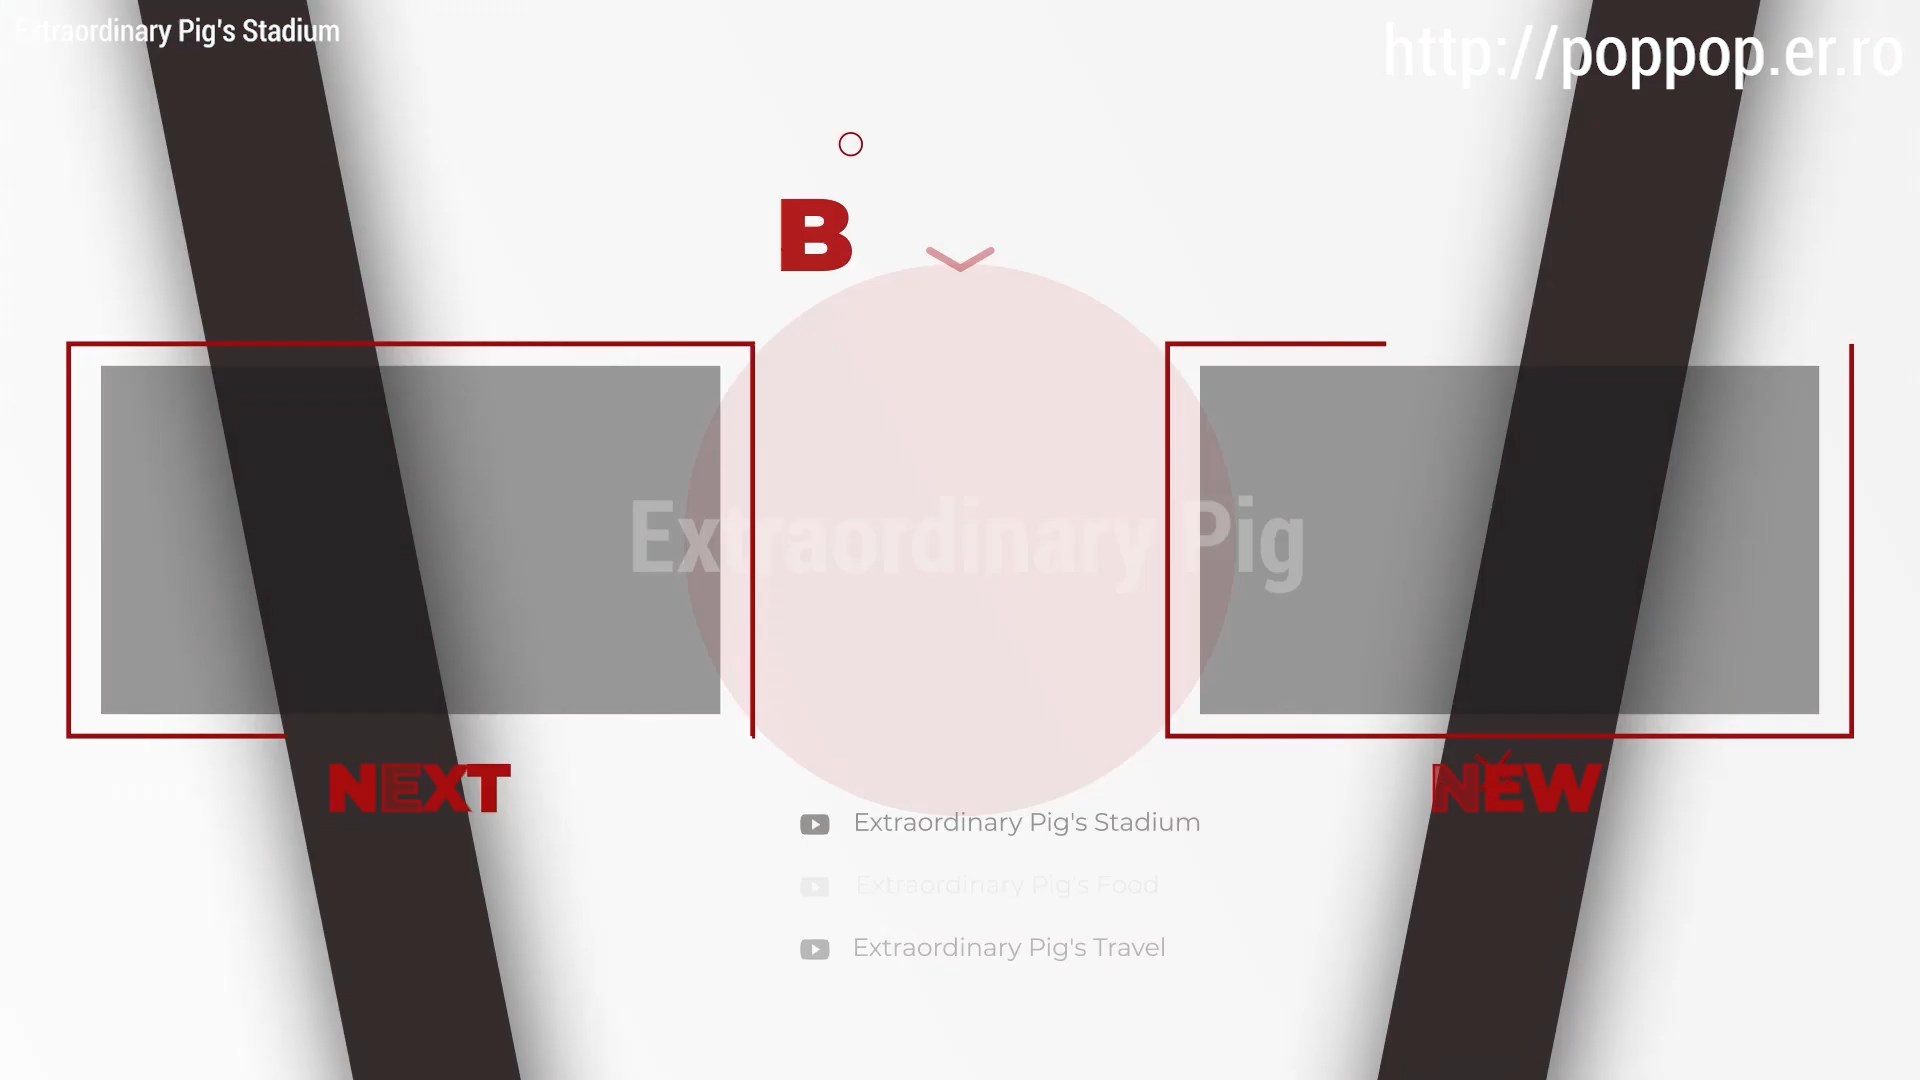 Extraordinary Pig's Stadium
http://poppop.er.ro
B
Extraordinary Pig
NEXT
NEW
Extraordinary Pig's Stadium
Extraordinary Pig's Food
Extraordinary Pig's Travel